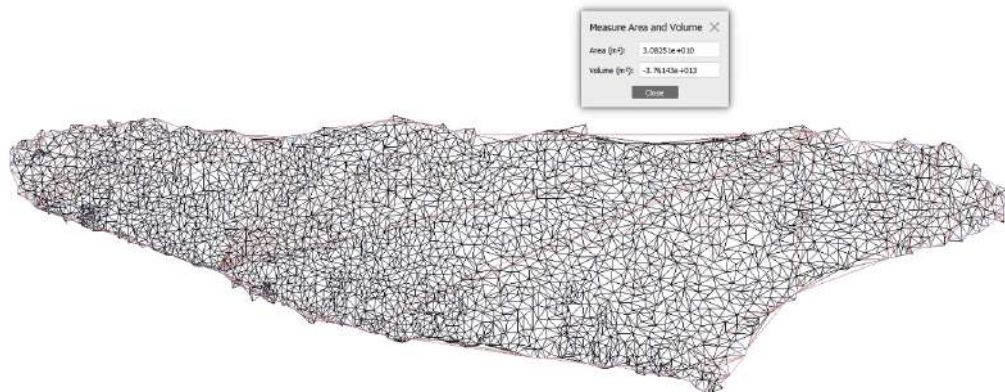 Measure Area and Volume
Area (m²): 3.08251e+010
Volume (m³): -3.76143e+013
Close